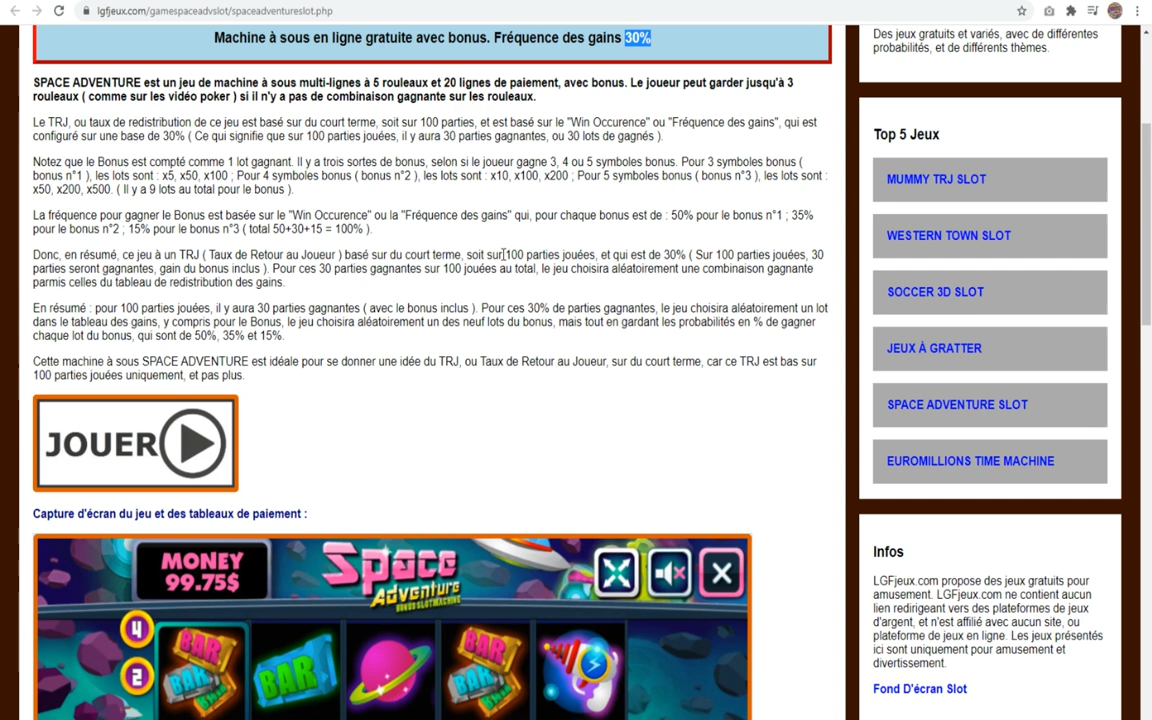 lgfjeux.com/gamespaceadvslot/spaceadventureslot.php
Machine à sous en ligne gratuite avec bonus. Fréquence des gains 30%
SPACE ADVENTURE est un jeu de machine à sous multi-lignes à 5 rouleaux et 20 lignes de paiement, avec bonus. Le joueur peut garder jusqu'à 3
rouleaux ( comme sur les vidéo poker ) si il n'y a pas de combinaison gagnante sur les rouleaux.
Le TRJ, ou taux de redistribution de ce jeu est basé sur du court terme, soit sur 100 parties, et est basé sur le "Win Occurence" ou "Fréquence des gains", qui est
configuré sur une base de 30% ( Ce qui signifie que sur 100 parties jouées, il y aura 30 parties gagnantes, ou 30 lots de gagnés ).
Notez que le Bonus est compté comme 1 lot gagnant. Il y a trois sortes de bonus, selon si le joueur gagne 3, 4 ou 5 symboles bonus. Pour 3 symboles bonus (
bonus n°1 ), les lots sont : x5, x50, x100 ; Pour 4 symboles bonus ( bonus n°2 ), les lots sont : x10, x100, x200 ; Pour 5 symboles bonus ( bonus n°3 ), les lots sont :
x50, x200, x500. ( Il y a 9 lots au total pour le bonus ).
La fréquence pour gagner le Bonus est basée sur le "Win Occurence" ou la "Fréquence des gains" qui, pour chaque bonus est de : 50% pour le bonus n°1 ; 35%
pour le bonus n°2 ; 15% pour le bonus n°3 ( total 50+30+15 = 100% ).
Donc, en résumé, ce jeu à un TRJ ( Taux de Retour au Joueur ) basé sur du court terme, soit sur 100 parties jouées, et qui est de 30% ( Sur 100 parties jouées, 30
parties seront gagnantes, gain du bonus inclus ). Pour ces 30 parties gagnantes sur 100 jouées au total, le jeu choisira aléatoirement une combinaison gagnante
parmis celles du tableau de redistribution des gains.
En résumé : pour 100 parties jouées, il y aura 30 parties gagnantes ( avec le bonus inclus ). Pour ces 30% de parties gagnantes, le jeu choisira aléatoirement un lot
dans le tableau des gains, y compris pour le Bonus, le jeu choisira aléatoirement un des neuf lots du bonus, mais tout en gardant les probabilités en % de gagner
chaque lot du bonus, qui sont de 50%, 35% et 15%.
Cette machine à sous SPACE ADVENTURE est idéale pour se donner une idée du TRJ, ou Taux de Retour au Joueur, sur du court terme, car ce TRJ est bas sur
100 parties jouées uniquement, et pas plus.
JOUER
Capture d'écran du jeu et des tableaux de paiement :
MONEY
99.75$
Space
Adventure
BONUS SLOT MACHINE
4
2
BAR
BAR
BAR
BAR
BAR
Des jeux gratuits et variés, avec de différentes
probabilités, et de différents thèmes.
Top 5 Jeux
MUMMY TRJ SLOT
WESTERN TOWN SLOT
SOCCER 3D SLOT
JEUX À GRATTER
SPACE ADVENTURE SLOT
EUROMILLIONS TIME MACHINE
Infos
LGFjeux.com propose des jeux gratuits pour
amusement. LGFjeux.com ne contient aucun
lien redirigeant vers des plateformes de jeux
d'argent, et n'est affilié avec aucun site, ou
plateforme de jeux en ligne. Les jeux présentés
ici sont uniquement pour amusement et
divertissement.
Fond D'écran Slot